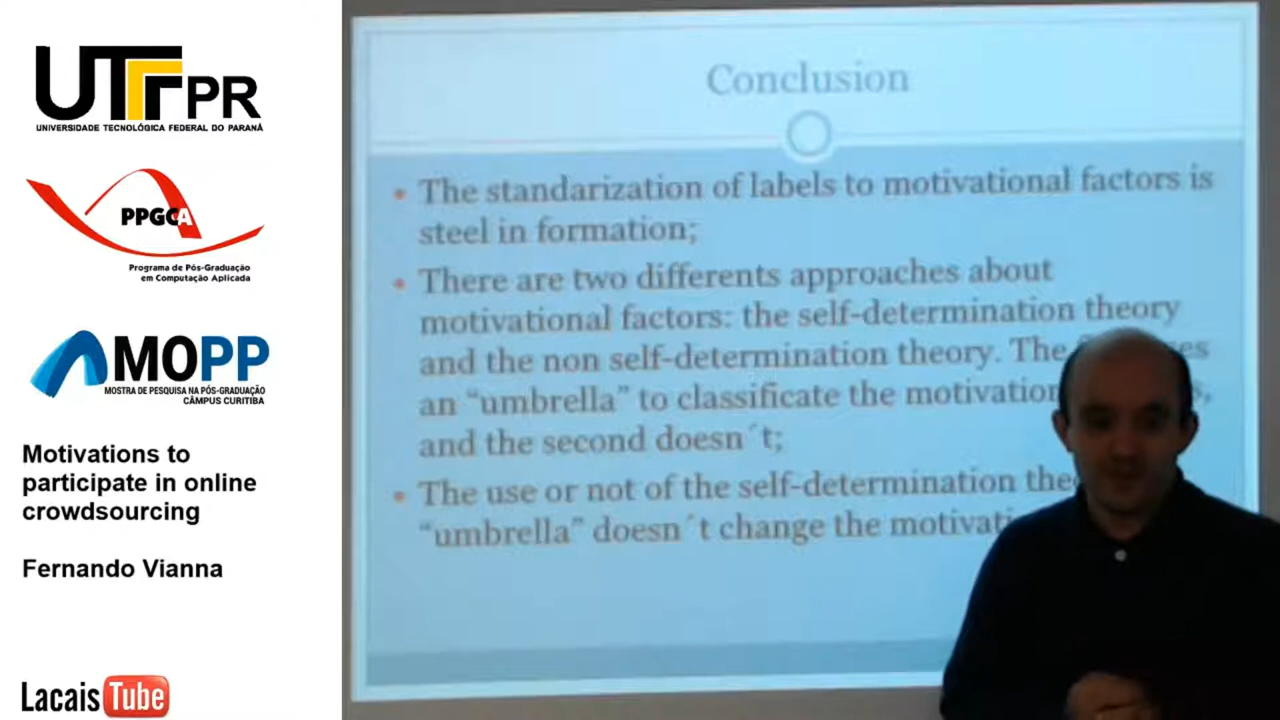 UTFPR
UNIVERSIDADE TECNOLÓGICA FEDERAL DO PARANÁ
PPGCA
Programa de Pós-Graduação
em Computação Aplicada
MOPP
MOSTRA DE PESQUISA NA PÓS-GRADUAÇÃO
CÂMPUS CURITIBA
Motivations to
participate in online
crowdsourcing
Fernando Vianna
LacaisTube
Conclusion
• The standarization of labels to motivational factors is
steel in formation;
• There are two differents approaches about
motivational factors: the self-determination theory
and the non self-determination theory. The
an “umbrella” to classificate the
and the second doesn´t;
• The use or not of the self-determination
“umbrella” doesn´t change the